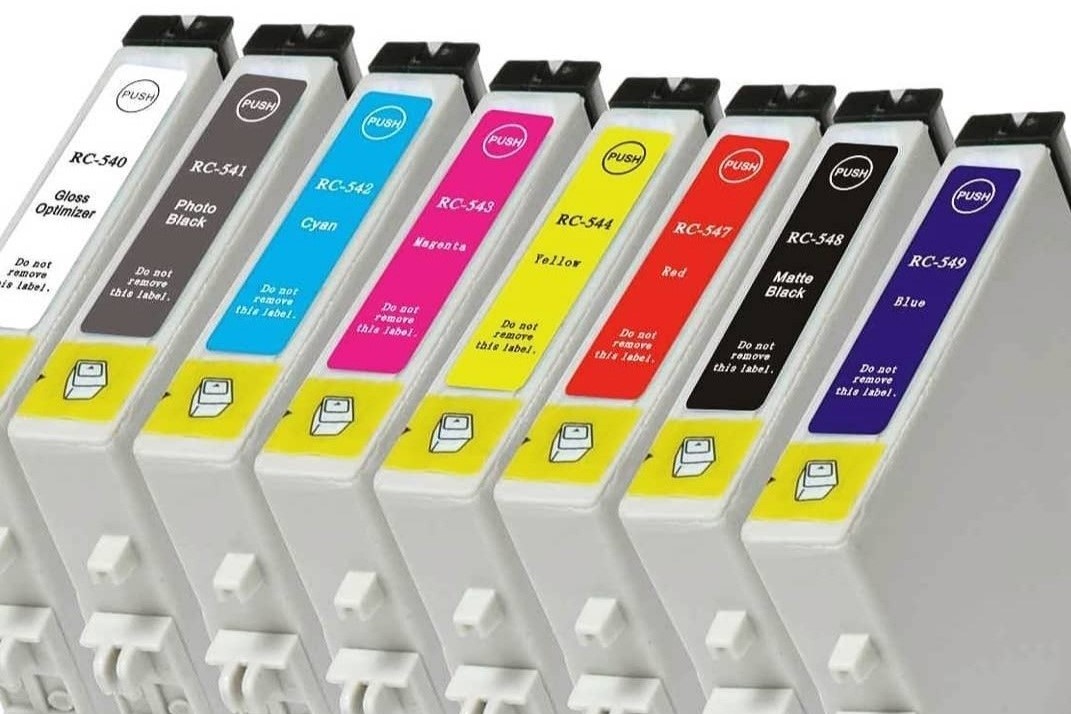 PUSH
RC-540
Gloss
Optimizer
Do not
remove
this label.
PUSH
RC-541
Photo
Black
Do not
remove
this label.
PUSH
RC-542
Cyan
Do not
remove
this label.
PUSH
RC-543
Magenta
Do not
remove
this label.
PUSH
RC-544
Yellow
Do not
remove
this label.
PUSH
RC-547
Red
Do not
remove
this label.
PUSH
RC-548
Matte
Black
Do not
remove
this label.
PUSH
RC-549
Blue
Do not
remove
this label.